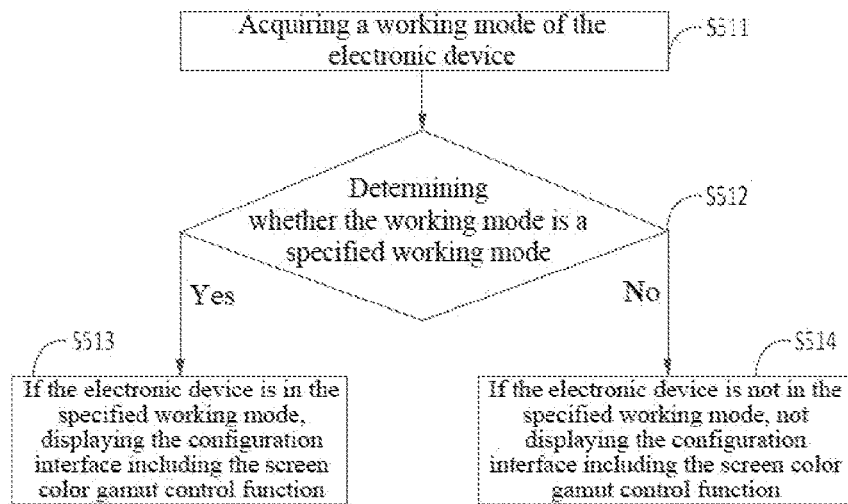 Acquiring a working mode of the
electronic device
S511
Determining
whether the working mode is a
specified working mode
S512
Yes
No
S513
S514
If the electronic device is in the
specified working mode,
displaying the configuration
interface including the screen
color gamut control function
If the electronic device is not in the
specified working mode, not
displaying the configuration
interface including the screen color
gamut control function